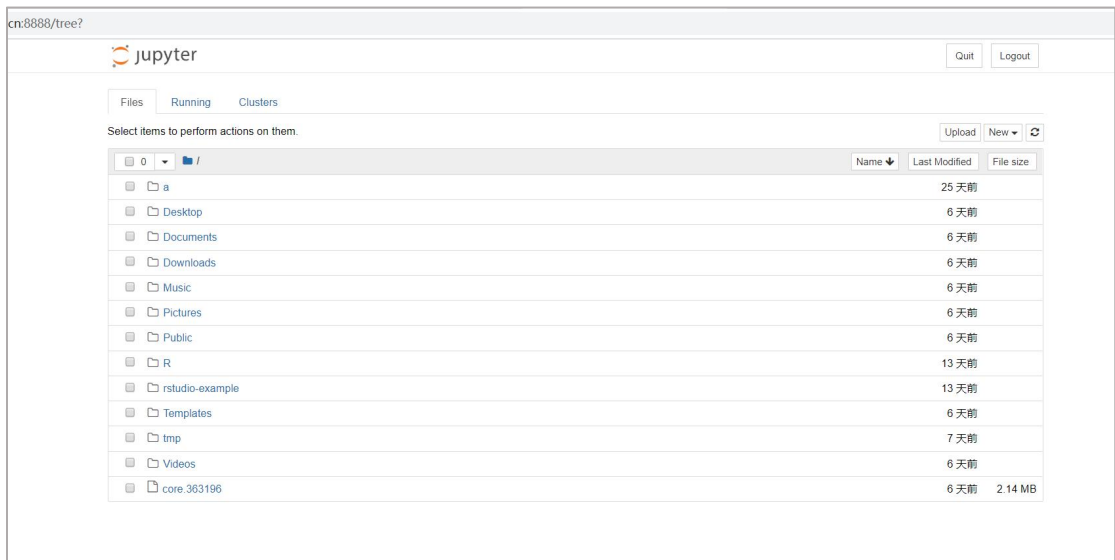 cn:8888/tree?
jupyter Quit Logout
Files Running Clusters
Select items to perform actions on them. Upload New
0 / Name Last Modified File size
a 25 天前
Desktop 6 天前
Documents 6 天前
Downloads 6 天前
Music 6 天前
Pictures 6 天前
Public 6 天前
R 13 天前
rstudio-example 13 天前
Templates 6 天前
tmp 7 天前
Videos 6 天前
core.363196 6 天前 2.14 MB